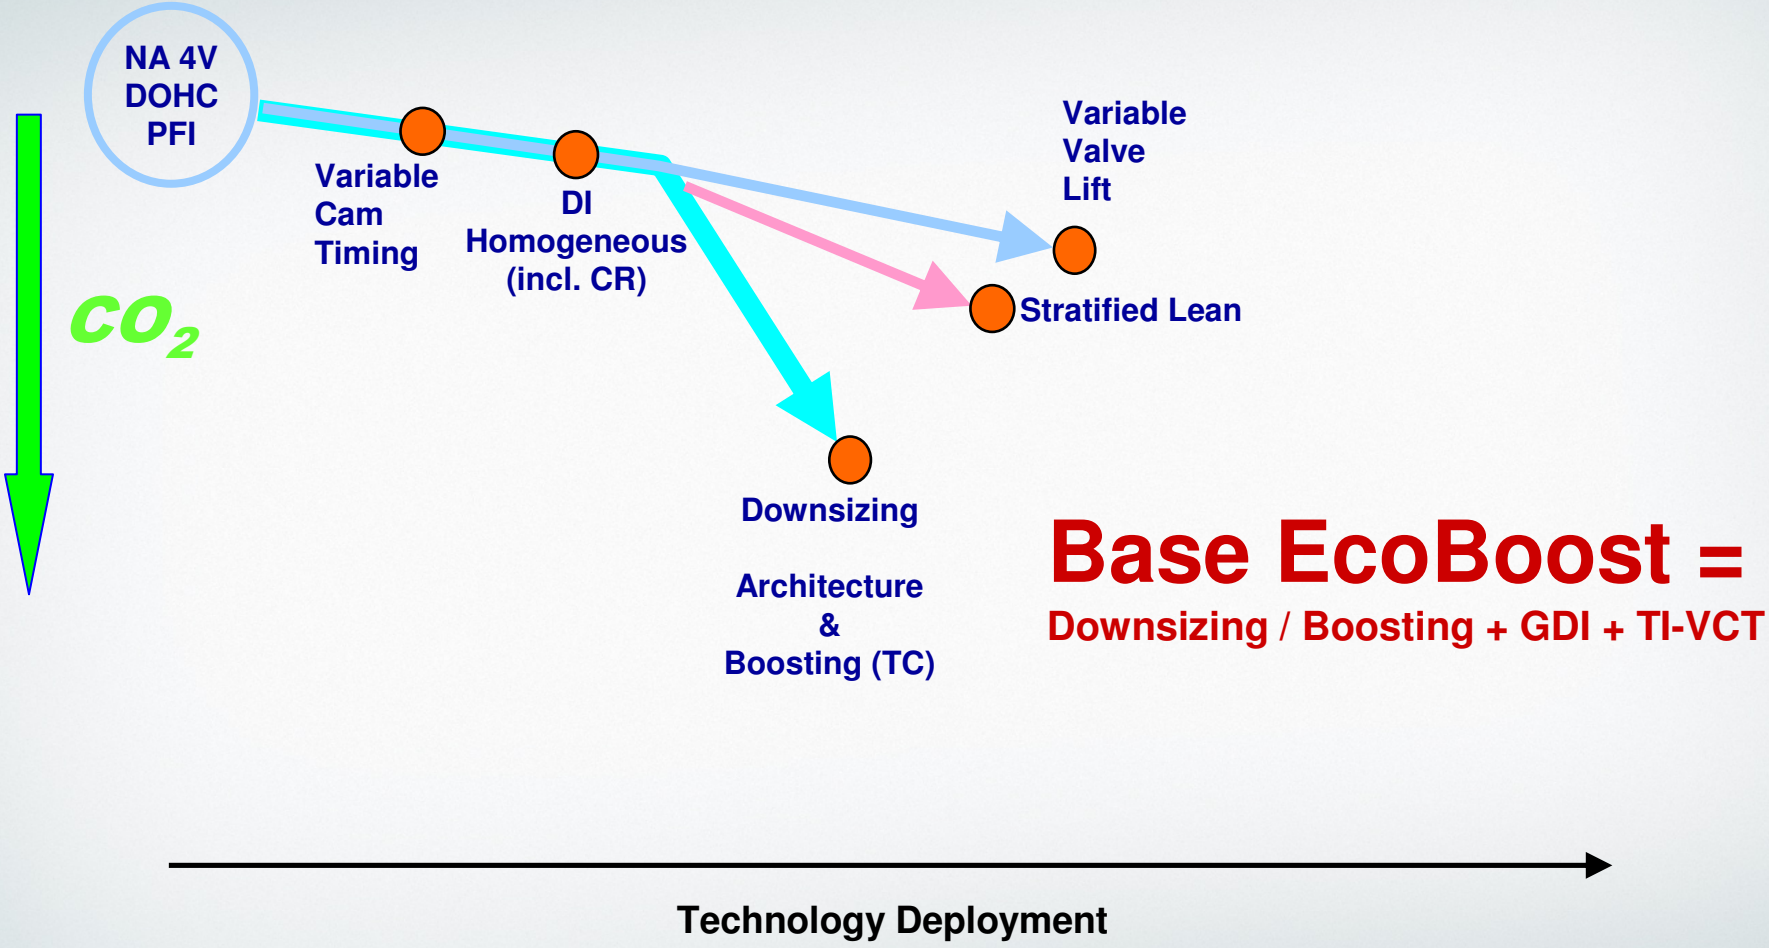 NA 4V
DOHC
PFI
Variable
Cam
Timing
DI
Homogeneous
(incl. CR)
Variable
Valve
Lift
Stratified Lean
CO₂
Downsizing
Architecture
&
Boosting (TC)
Base EcoBoost =
Downsizing / Boosting + GDI + TI-VCT
Technology Deployment